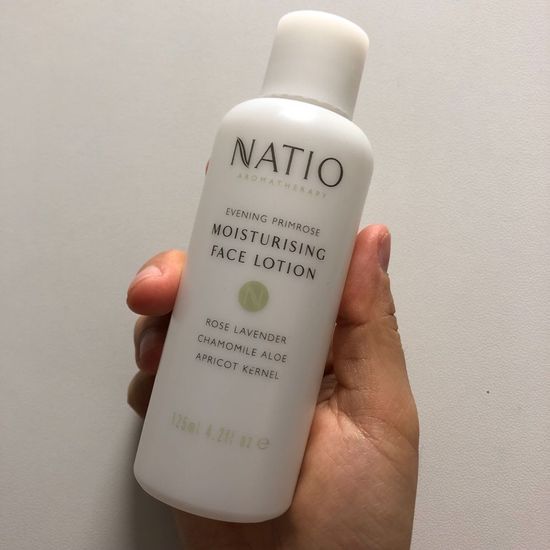 NATIO
AROMATHERAPY
EVENING PRIMROSE
MOISTURISING
FACE LOTION
N
ROSE LAVENDER
CHAMOMILE ALOE
APRICOT KERNEL
125ml 4.2fl oz ℮